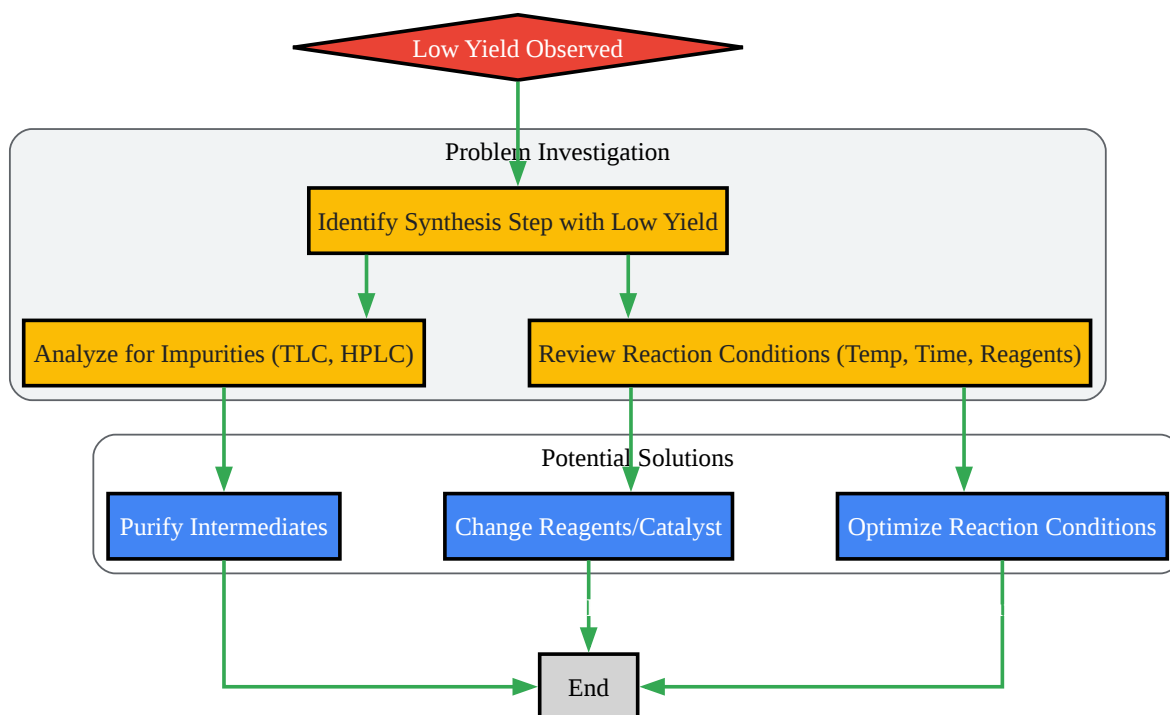 Low Yield Observed
Problem Investigation
Identify Synthesis Step with Low Yield
Analyze for Impurities (TLC, HPLC)
Review Reaction Conditions (Temp, Time, Reagents)
Potential Solutions
Purify Intermediates
Change Reagents/Catalyst
Optimize Reaction Conditions
End